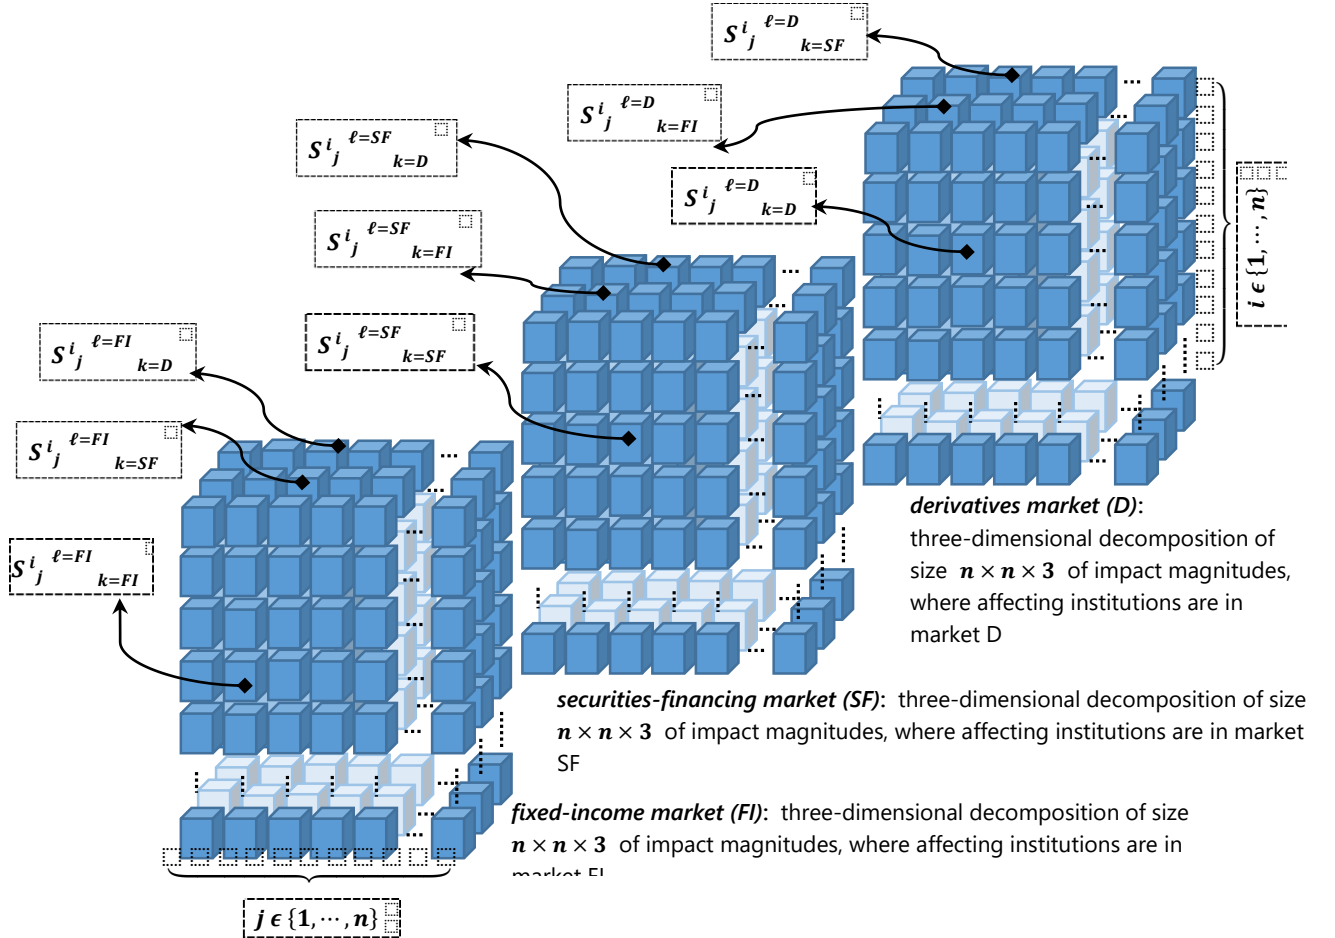 S^i_j ℓ=D k=SF
S^i_j ℓ=D k=FI
S^i_j ℓ=SF k=D
S^i_j ℓ=D k=D
i ϵ {1, ⋯, n}
S^i_j ℓ=SF k=FI
S^i_j ℓ=SF k=SF
S^i_j ℓ=FI k=D
S^i_j ℓ=FI k=SF
S^i_j ℓ=FI k=FI
derivatives market (D):
three-dimensional decomposition of
size n × n × 3 of impact magnitudes,
where affecting institutions are in
market D
securities-financing market (SF): three-dimensional decomposition of size
n × n × 3 of impact magnitudes, where affecting institutions are in market
SF
fixed-income market (FI): three-dimensional decomposition of size
n × n × 3 of impact magnitudes, where affecting institutions are in
market FI
j ϵ {1, ⋯, n}